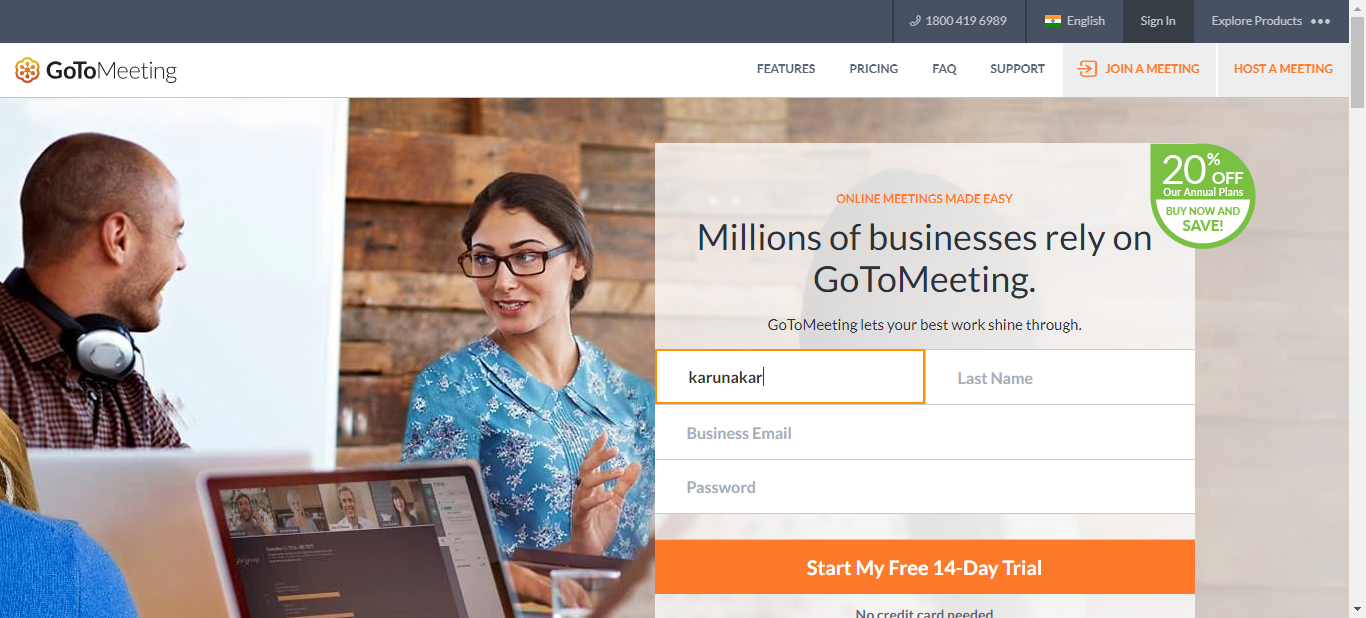 1800 419 6989
English
Sign In
Explore Products
GoToMeeting
FEATURES
PRICING
FAQ
SUPPORT
JOIN A MEETING
HOST A MEETING
20% OFF
Our Annual Plans
BUY NOW AND
SAVE!
ONLINE MEETINGS MADE EASY
Millions of businesses rely on
GoToMeeting.
GoToMeeting lets your best work shine through.
karunakar
Last Name
Business Email
Password
Start My Free 14-Day Trial
No credit card needed